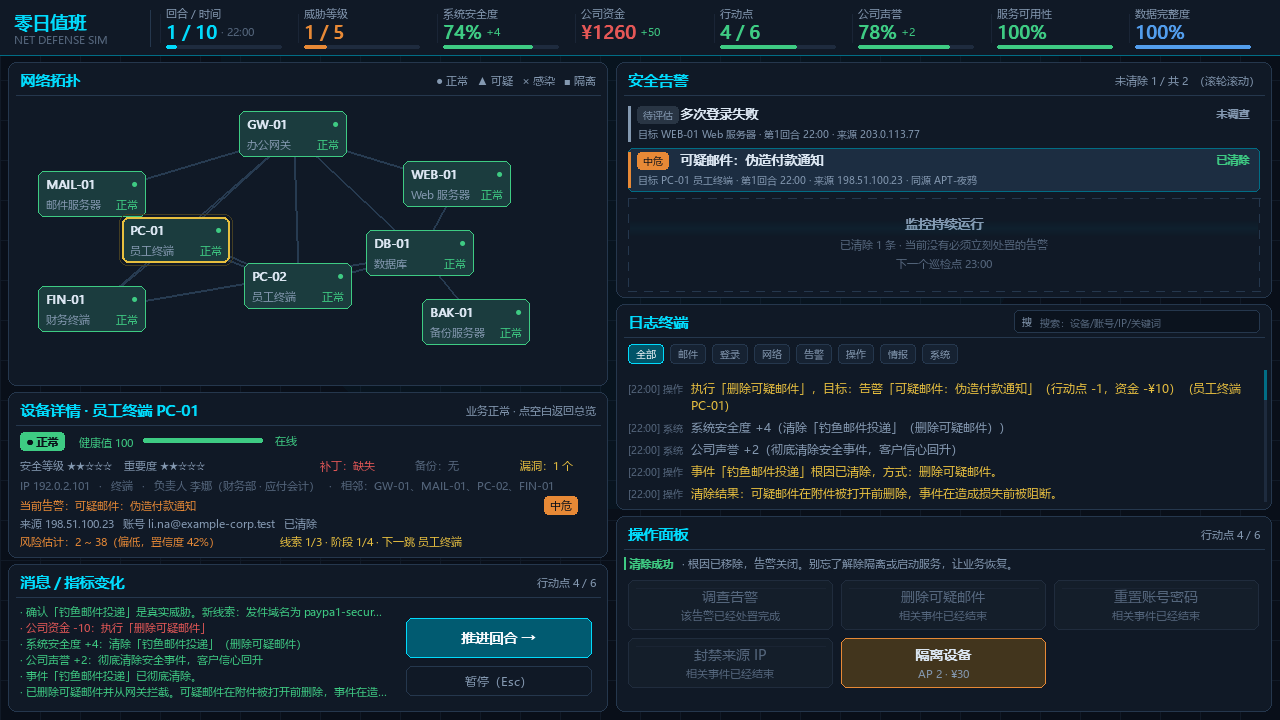 零日值班
NET DEFENSE SIM
回合 / 时间
1 / 10 · 22:00
威胁等级
1 / 5
系统安全度
74% +4
公司资金
¥1260 +50
行动点
4 / 6
公司声誉
78% +2
服务可用性
100%
数据完整度
100%
网络拓扑
● 正常 ▲ 可疑 × 感染 ■ 隔离
GW-01
办公网关 正常
MAIL-01
邮件服务器 正常
WEB-01
Web 服务器 正常
PC-01
员工终端 正常
DB-01
数据库 正常
PC-02
员工终端 正常
FIN-01
财务终端 正常
BAK-01
备份服务器 正常
设备详情 · 员工终端 PC-01
业务正常 · 点空白返回总览
● 正常 健康值 100 在线
安全等级 ★★☆☆☆ 重要度 ★★☆☆☆ 补丁：缺失 备份：无 漏洞：1 个
IP 192.0.2.101 · 终端 · 负责人 李娜（财务部 · 应付会计） · 相邻：GW-01、MAIL-01、PC-02、FIN-01
当前告警：可疑邮件：伪造付款通知 中危
来源 198.51.100.23 账号 li.na@example-corp.test 已清除
风险估计：2 ~ 38（偏低，置信度 42%） 线索 1/3 · 阶段 1/4 · 下一跳 员工终端
消息 / 指标变化
行动点 4 / 6
· 确认「钓鱼邮件投递」是真实威胁。新线索：发件域名为 paypa1-secur...
· 公司资金 -10：执行「删除可疑邮件」
· 系统安全度 +4：清除「钓鱼邮件投递」（删除可疑邮件）
· 公司声誉 +2：彻底清除安全事件，客户信心回升
· 事件「钓鱼邮件投递」已彻底清除。
· 已删除可疑邮件并从网关拦截。可疑邮件在附件被打开前删除，事件在造...
推进回合 →
暂停（Esc）
安全告警
未清除 1 / 共 2 （滚轮滚动）
待评估 多次登录失败 未调查
目标 WEB-01 Web 服务器 · 第1回合 22:00 · 来源 203.0.113.77
中危 可疑邮件：伪造付款通知 已清除
目标 PC-01 员工终端 · 第1回合 22:00 · 来源 198.51.100.23 · 同源 APT-夜鸦
监控持续运行
已清除 1 条 · 当前没有必须立刻处置的告警
下一个巡检点 23:00
日志终端
搜 搜索：设备/账号/IP/关键词
全部 邮件 登录 网络 告警 操作 情报 系统
[22:00] 操作 执行「删除可疑邮件」，目标：告警「可疑邮件：伪造付款通知」（行动点 -1，资金 -¥10）（员工终端
PC-01）
[22:00] 系统 系统安全度 +4（清除「钓鱼邮件投递」（删除可疑邮件））
[22:00] 系统 公司声誉 +2（彻底清除安全事件，客户信心回升）
[22:00] 操作 事件「钓鱼邮件投递」根因已清除，方式：删除可疑邮件。
[22:00] 操作 清除结果：可疑邮件在附件被打开前删除，事件在造成损失前被阻断。
操作面板
行动点 4 / 6
清除成功 · 根因已移除，告警关闭。别忘了解除隔离或启动服务，让业务恢复。
调查告警
该告警已经处置完成
删除可疑邮件
相关事件已经结束
重置账号密码
相关事件已经结束
封禁来源 IP
相关事件已经结束
隔离设备
AP 2 · ¥30